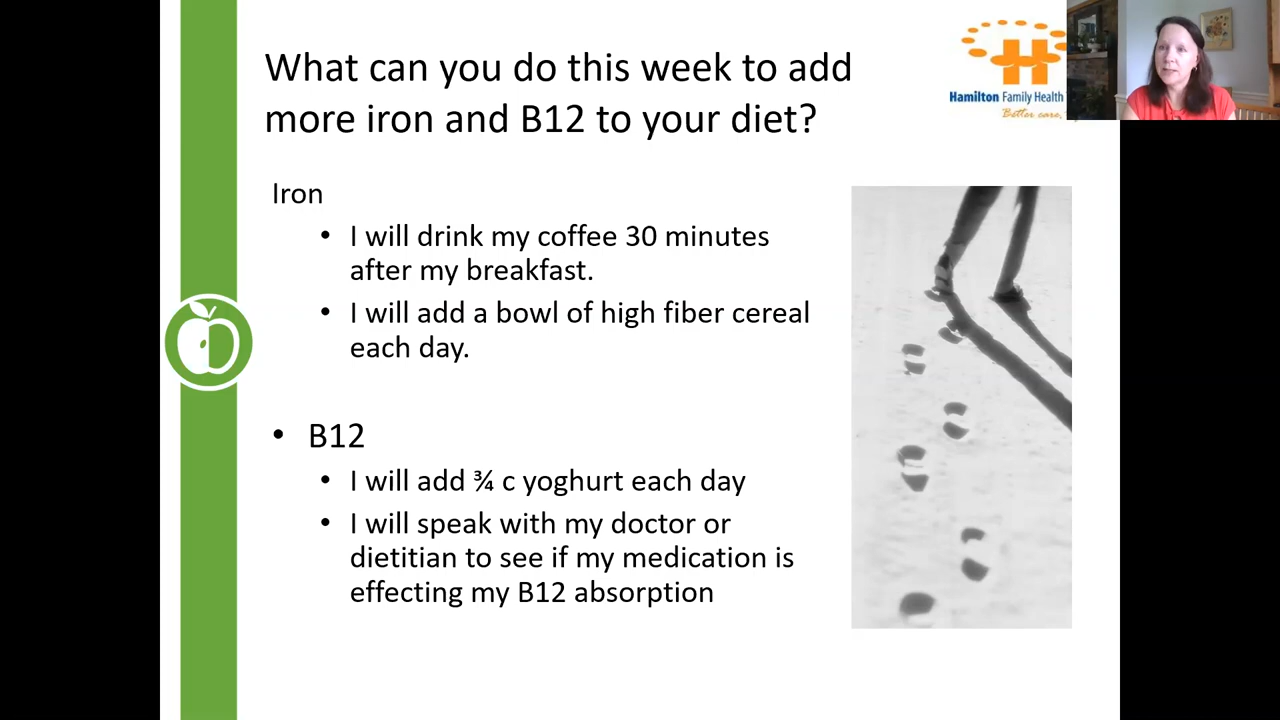 What can you do this week to add
more iron and B12 to your diet?
Hamilton Family Health
Better care,
Iron
• I will drink my coffee 30 minutes
after my breakfast.
• I will add a bowl of high fiber cereal
each day.
• B12
• I will add ¾ c yoghurt each day
• I will speak with my doctor or
dietitian to see if my medication is
effecting my B12 absorption